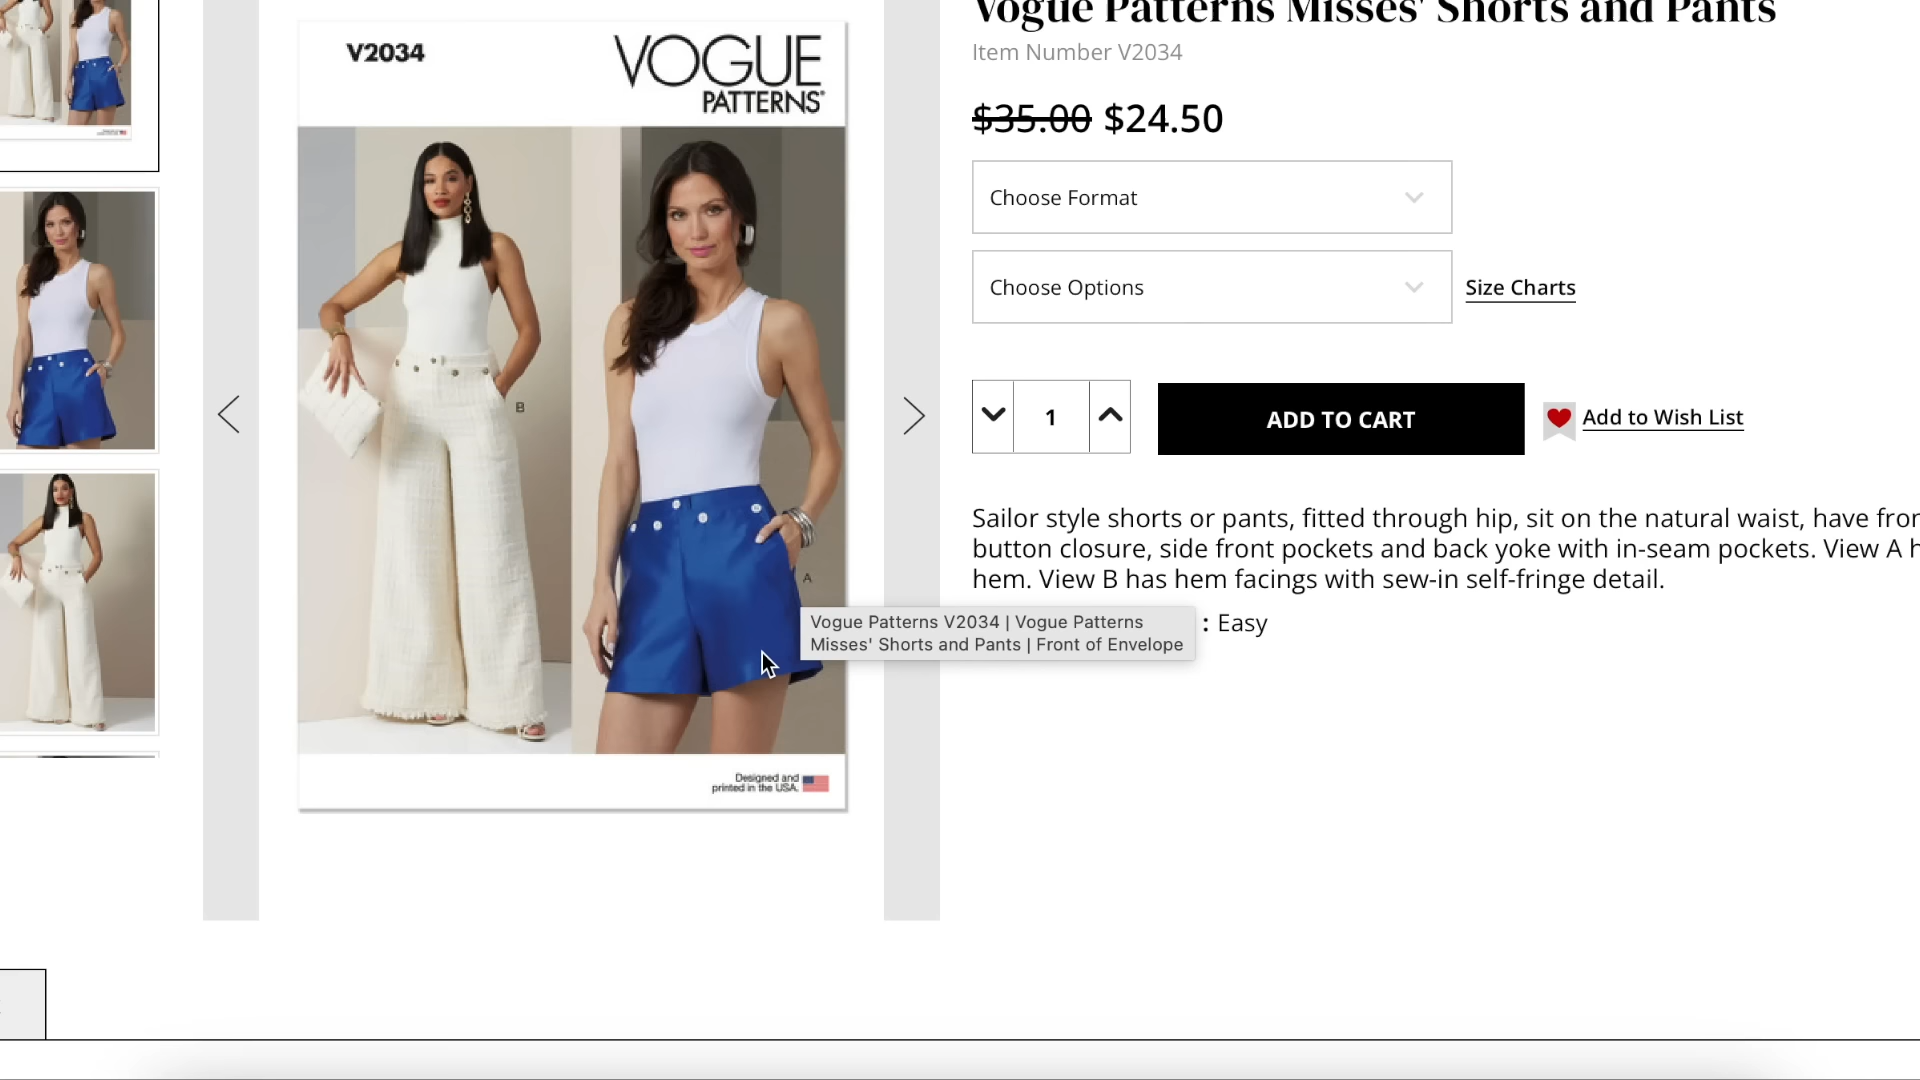 Vogue Patterns Misses' Shorts and Pants
Item Number V2034
$35.00 $24.50
Choose Format
Choose Options
Size Charts
1
ADD TO CART
Add to Wish List
Sailor style shorts or pants, fitted through hip, sit on the natural waist, have
button closure, side front pockets and back yoke with in-seam pockets. View A
hem. View B has hem facings with sew-in self-fringe detail.
: Easy
V2034
VOGUE
PATTERNS
B
A
Vogue Patterns V2034 | Vogue Patterns
Misses' Shorts and Pants | Front of Envelope
Designed and
printed in the USA.